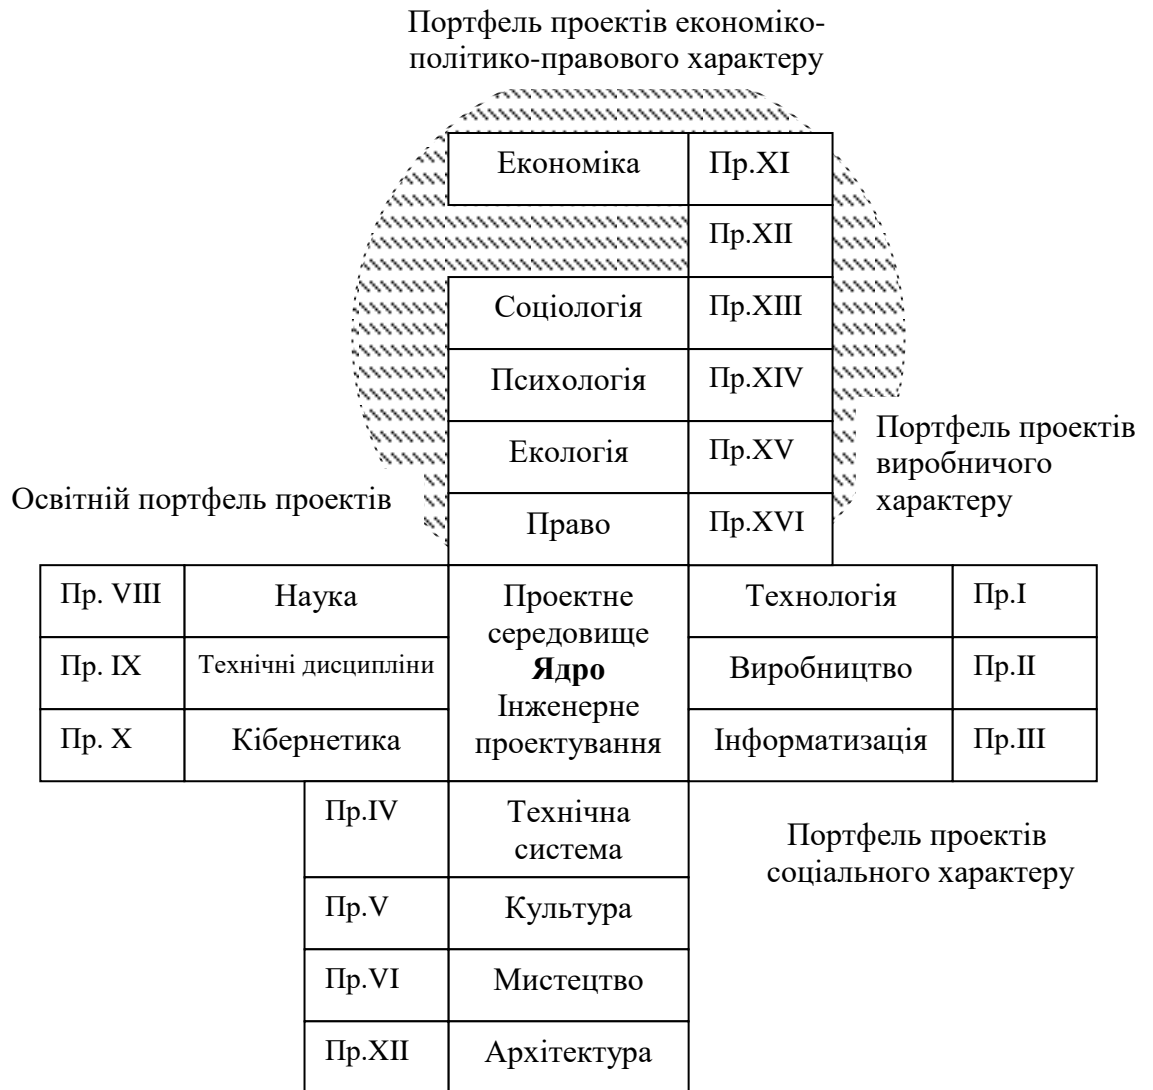 Портфель проектів економіко-
політико-правового характеру
Економіка Пр.XI
Пр.XII
Соціологія Пр.XIII
Психологія Пр.XIV
Екологія Пр.XV
Право Пр.XVI
Портфель проектів
виробничого
характеру
Освітній портфель проектів
Пр. VIII Наука
Пр. IX Технічні дисципліни
Пр. X Кібернетика
Проектне
середовище
Ядро
Інженерне
проектування
Технологія Пр.I
Виробництво Пр.II
Інформатизація Пр.III
Пр.IV Технічна
система
Пр.V Культура
Пр.VI Мистецтво
Пр.XII Архітектура
Портфель проектів
соціального характеру